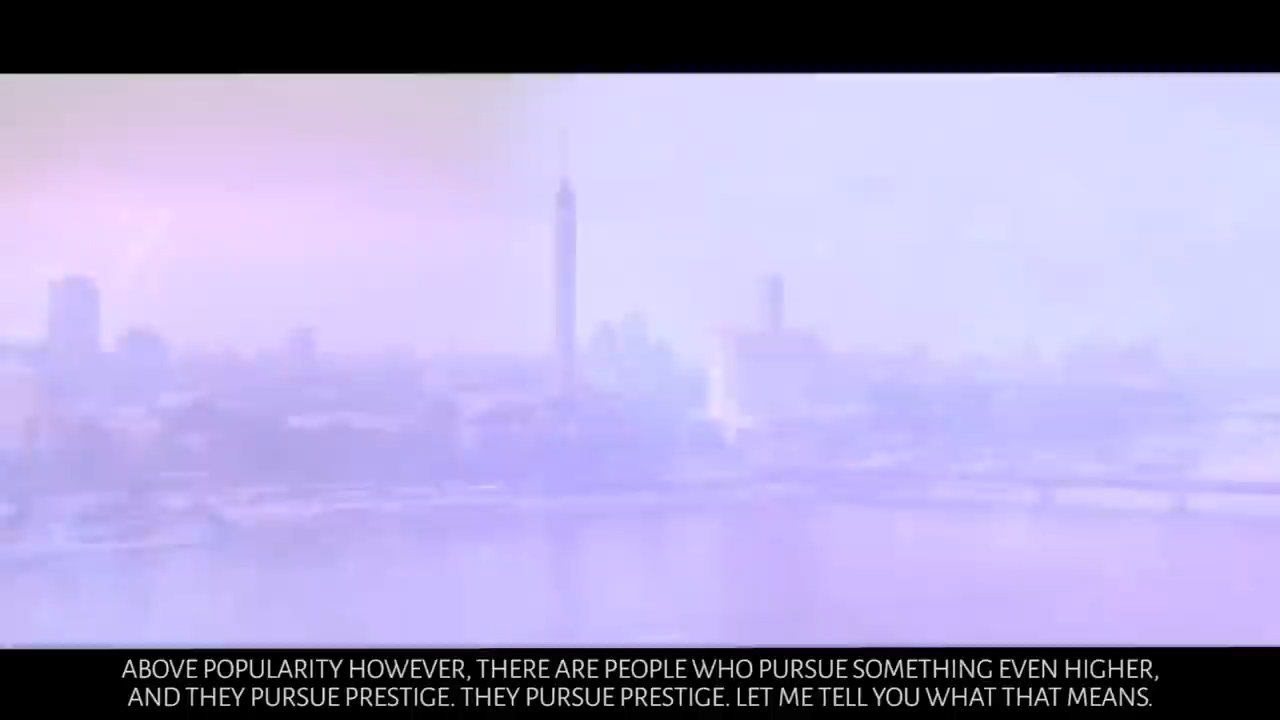 ABOVE POPULARITY HOWEVER, THERE ARE PEOPLE WHO PURSUE SOMETHING EVEN HIGHER,
AND THEY PURSUE PRESTIGE. THEY PURSUE PRESTIGE. LET ME TELL YOU WHAT THAT MEANS.